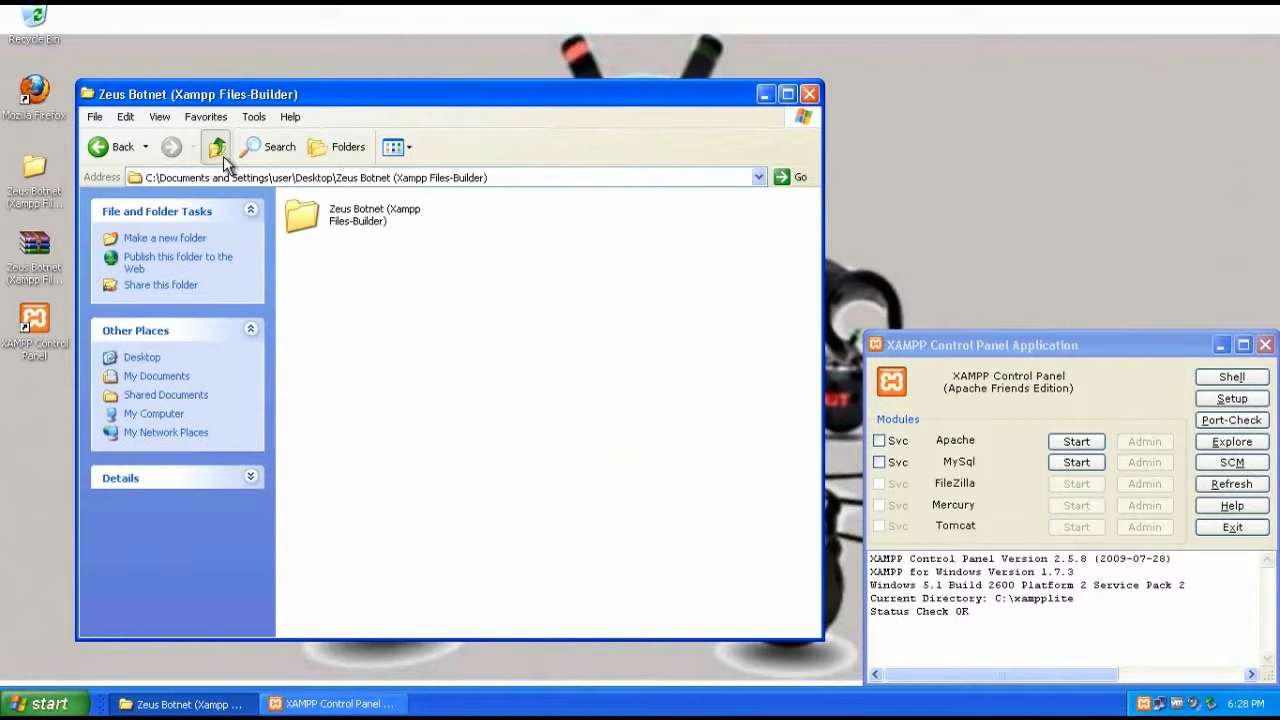 Recycle Bin
Mozilla Firefox
Zeus Botnet
(Xampp Fil...
Zeus Botnet
(Xampp Fil...
XAMPP Control
Panel
Zeus Botnet (Xampp Files-Builder)
File Edit View Favorites Tools Help
Back Search Folders
Address C:\Documents and Settings\user\Desktop\Zeus Botnet (Xampp Files-Builder) Go
File and Folder Tasks
Make a new folder
Publish this folder to the
Web
Share this folder
Other Places
Desktop
My Documents
Shared Documents
My Computer
My Network Places
Details
Zeus Botnet (Xampp
Files-Builder)
XAMPP Control Panel Application
XAMPP Control Panel
(Apache Friends Edition)
Modules
Svc Apache Start Admin
Svc MySql Start Admin
Svc FileZilla Start Admin
Svc Mercury Start Admin
Svc Tomcat Start Admin
Shell
Setup
Port-Check
Explore
SCM
Refresh
Help
Exit
XAMPP Control Panel Version 2.5.8 (2009-07-28)
XAMPP for Windows Version 1.7.3
Windows 5.1 Build 2600 Platform 2 Service Pack 2
Current Directory: C:\xampplite
Status Check OK
start
Zeus Botnet (Xampp ...
XAMPP Control Panel ...
6:28 PM